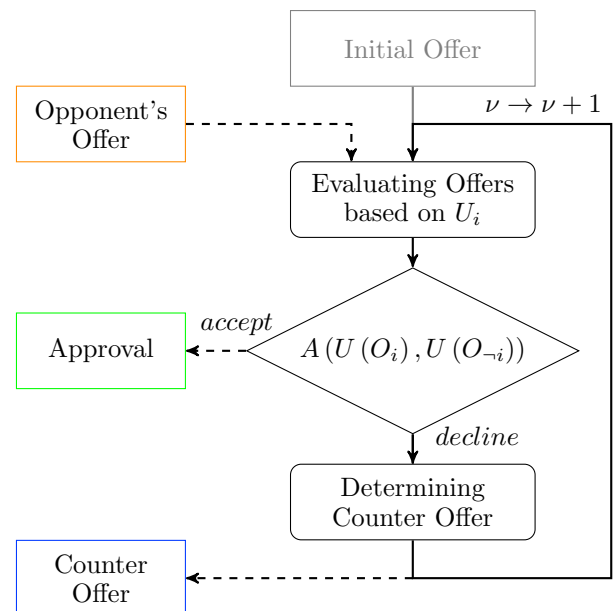 Initial Offer
ν → ν + 1
Opponent's
Offer
Evaluating Offers
based on U_i
accept
Approval
A (U (O_i) , U (O_¬i))
decline
Determining
Counter Offer
Counter
Offer